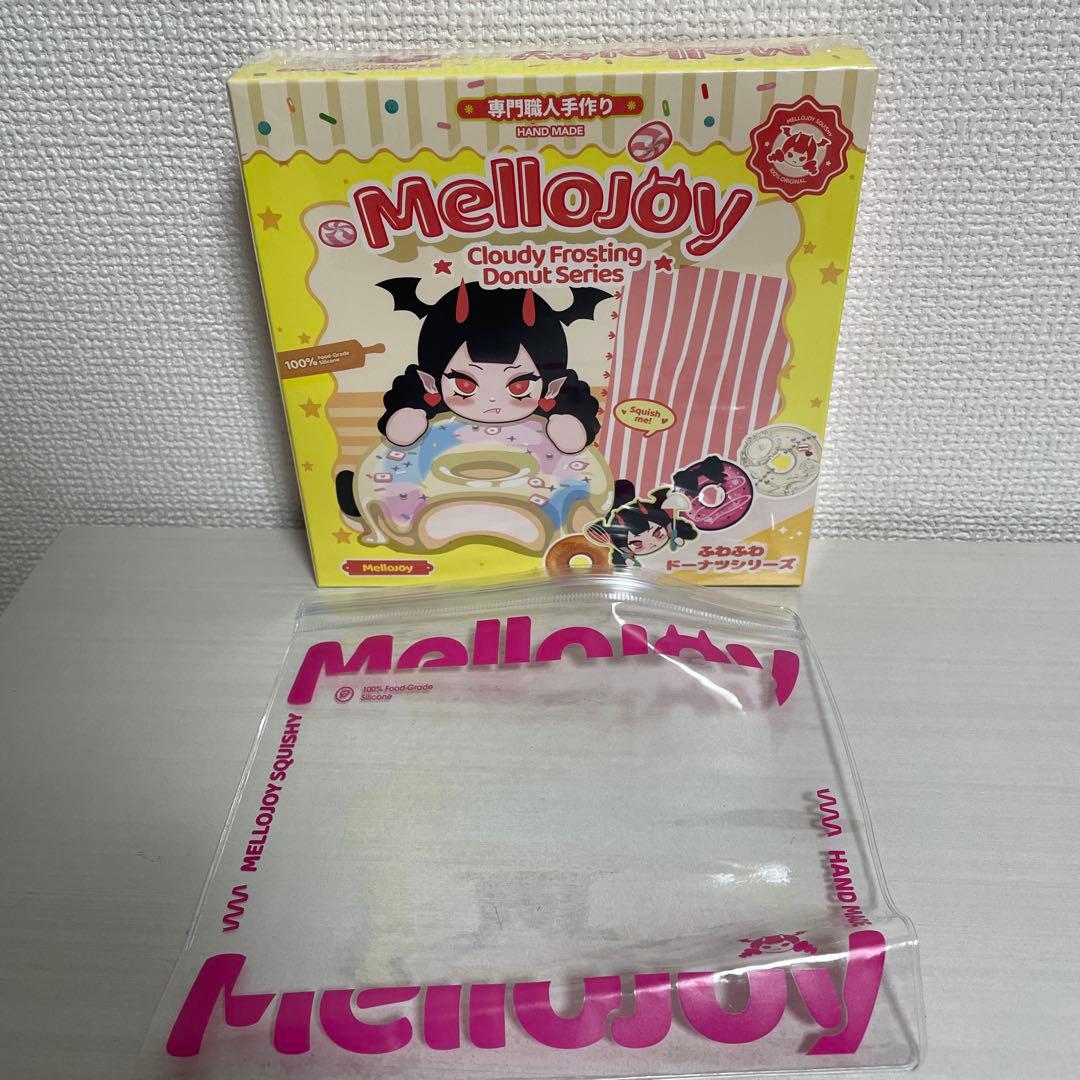 Mellojoy
専門職人手作り
HAND MADE
MELLOJOY SQUISHY
100% ORIGINAL
Mellojoy
Cloudy Frosting
Donut Series
100% Food-Grade
Silicone
Squish
me!
Mellojoy
ふわふわ
ドーナツシリーズ
Mellojoy
100% Food-Grade
Silicone
MELLOJOY SQUISHY
HAND MADE
Mellojoy